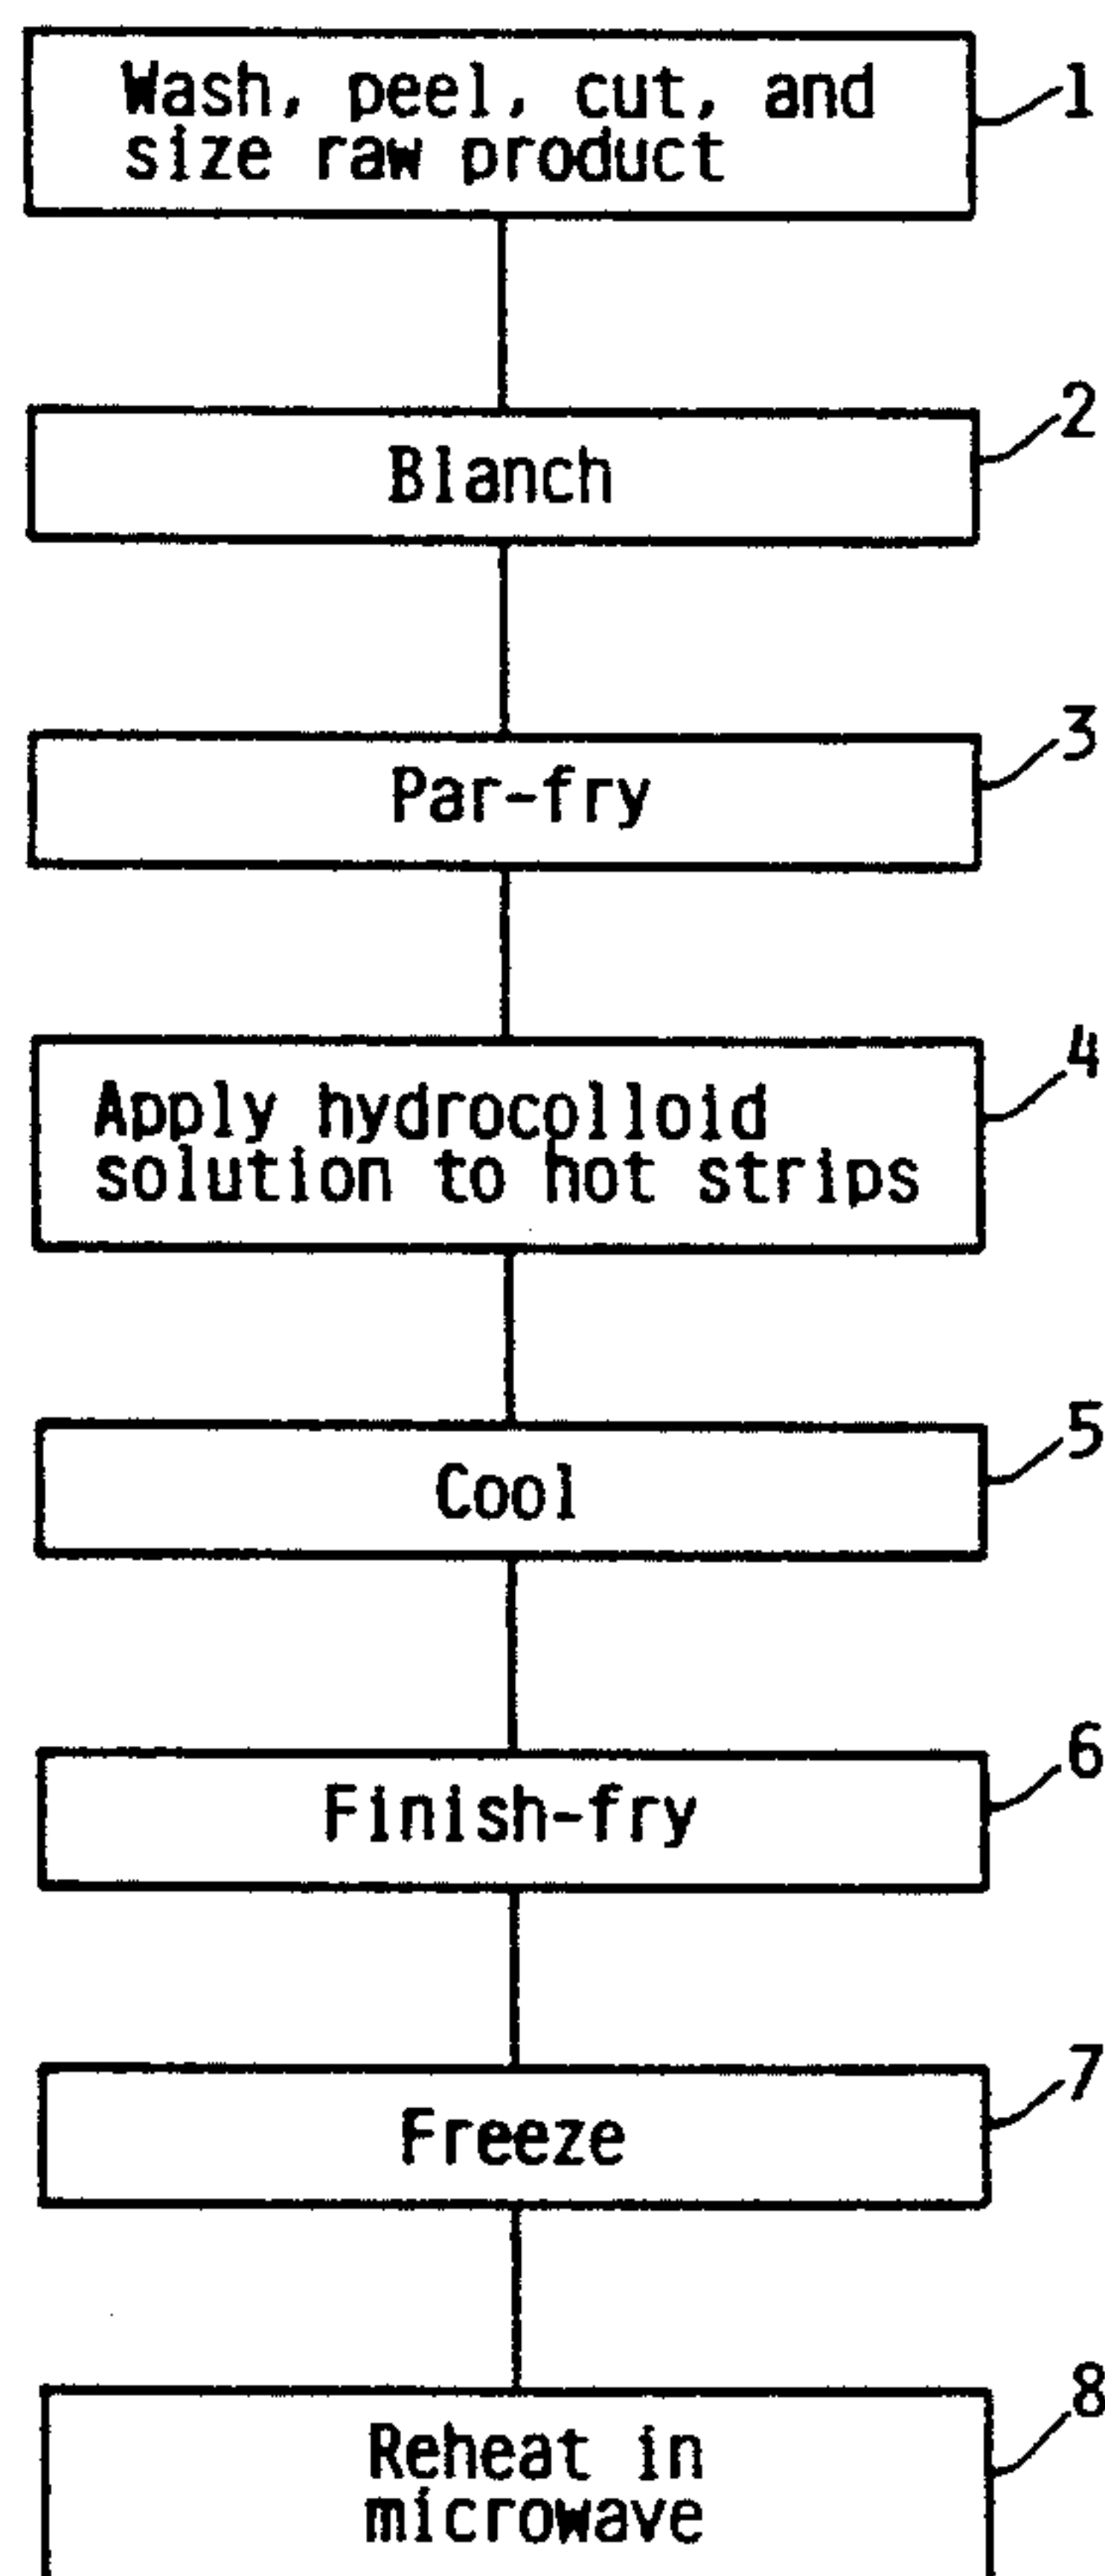 Wash, peel, cut, and
size raw product
1
Blanch
2
Par-fry
3
Apply hydrocolloid
solution to hot strips
4
Cool
5
Finish-fry
6
Freeze
7
Reheat in
microwave
8